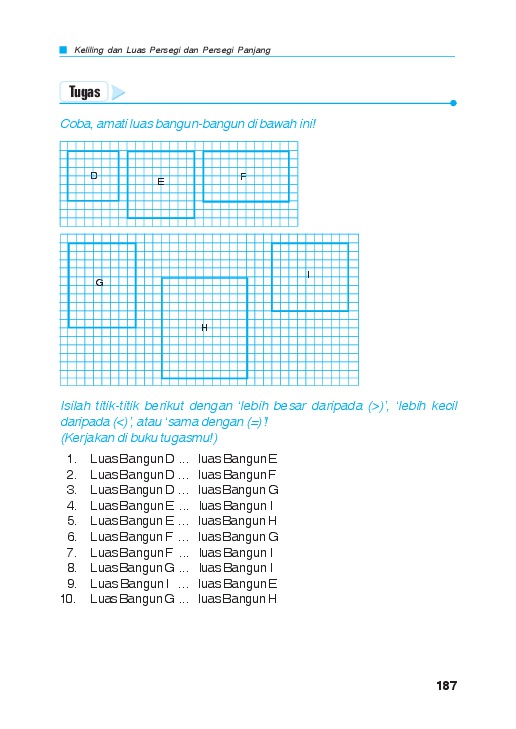 Keliling dan Luas Persegi dan Persegi Panjang
Tugas
Coba, amati luas bangun-bangun di bawah ini!
D
E
F
G
H
I
Isilah titik-titik berikut dengan ‘lebih besar daripada (>)’, ‘lebih kecil
daripada (<)’, atau ‘sama dengan (=)’!
(Kerjakan di buku tugasmu!)
1. Luas Bangun D ... luas Bangun E
2. Luas Bangun D ... luas Bangun F
3. Luas Bangun D ... luas Bangun G
4. Luas Bangun E ... luas Bangun I
5. Luas Bangun E ... luas Bangun H
6. Luas Bangun F ... luas Bangun G
7. Luas Bangun F ... luas Bangun I
8. Luas Bangun G ... luas Bangun I
9. Luas Bangun I ... luas Bangun E
10. Luas Bangun G ... luas Bangun H
187